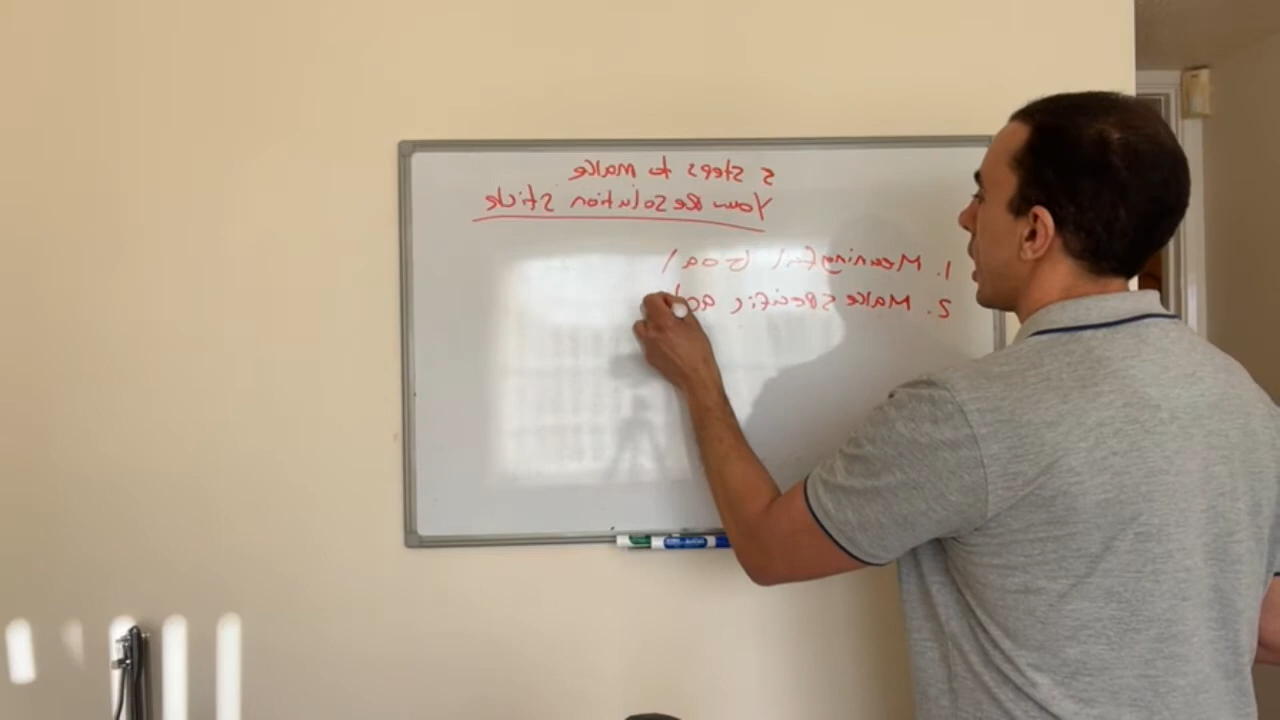 5 Steps to make
Your Resolution Stick
1. Meaningful Goal
2. Make specific